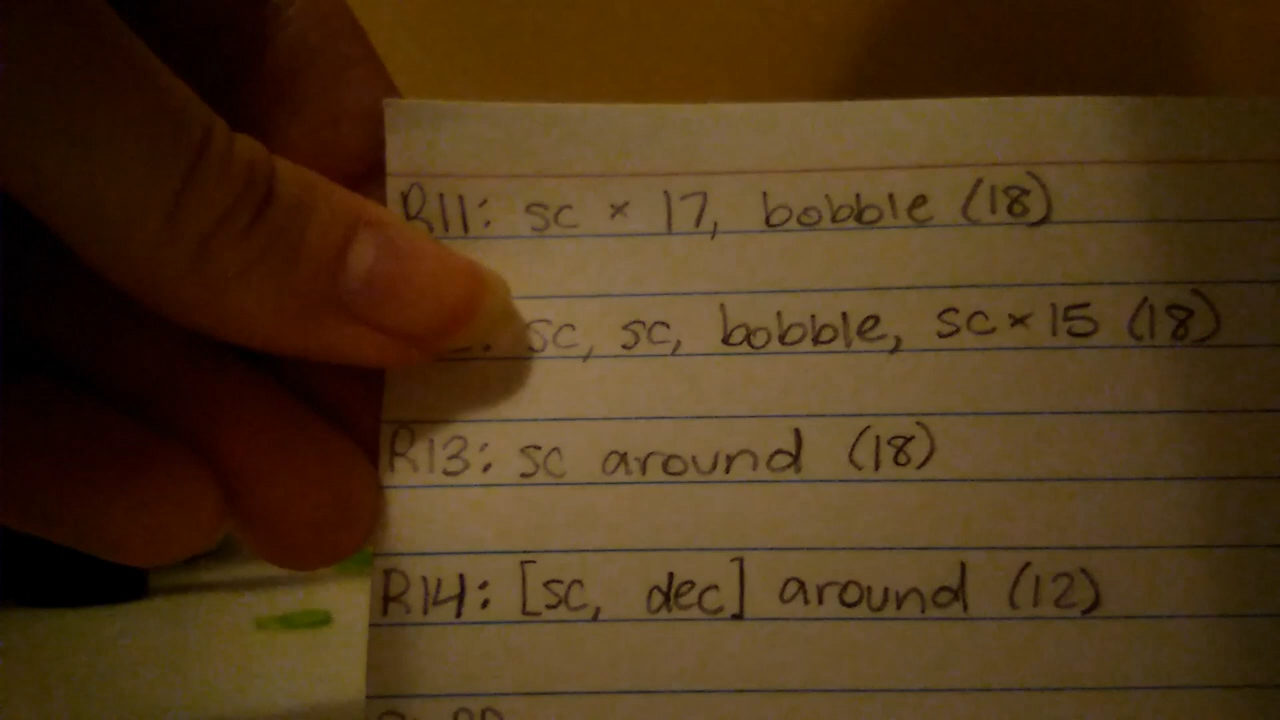 R11: sc × 17, bobble (18)
sc, sc, bobble, sc × 15 (18)
R13: sc around (18)
R14: [sc, dec] around (12)